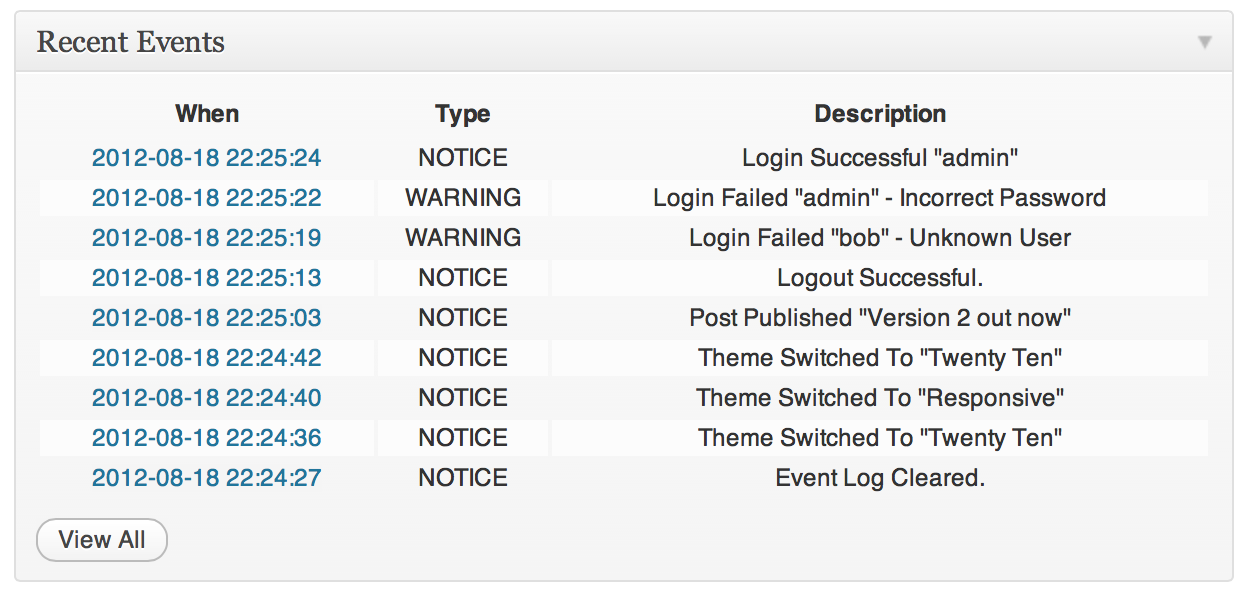 Recent Events
When Type Description
2012-08-18 22:25:24 NOTICE Login Successful "admin"
2012-08-18 22:25:22 WARNING Login Failed "admin" - Incorrect Password
2012-08-18 22:25:19 WARNING Login Failed "bob" - Unknown User
2012-08-18 22:25:13 NOTICE Logout Successful.
2012-08-18 22:25:03 NOTICE Post Published "Version 2 out now"
2012-08-18 22:24:42 NOTICE Theme Switched To "Twenty Ten"
2012-08-18 22:24:40 NOTICE Theme Switched To "Responsive"
2012-08-18 22:24:36 NOTICE Theme Switched To "Twenty Ten"
2012-08-18 22:24:27 NOTICE Event Log Cleared.
View All